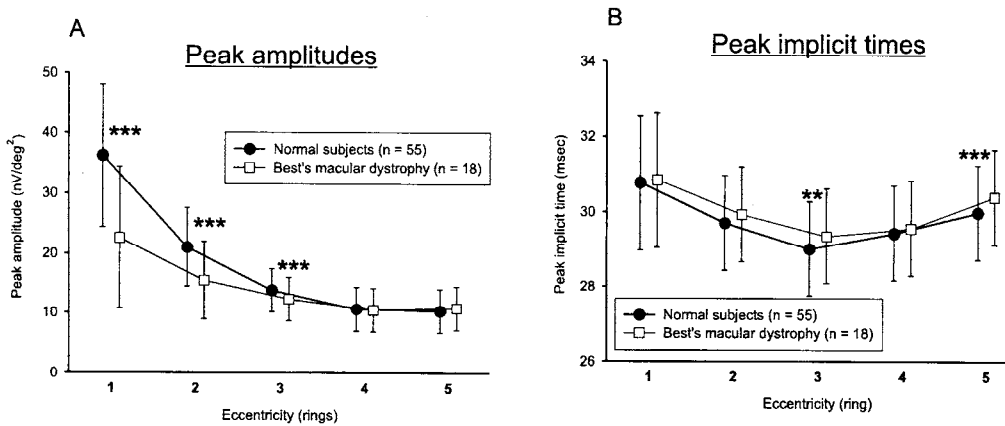 A
Peak amplitudes
50
40
30
20
10
0
Peak amplitude (nV/deg²)
***
***
***
Normal subjects (n = 55)
Best's macular dystrophy (n = 18)
1 2 3 4 5
Eccentricity (rings)
B
Peak implicit times
34
32
30
28
26
Peak implicit time (msec)
**
***
Normal subjects (n = 55)
Best's macular dystrophy (n = 18)
1 2 3 4 5
Eccentricity (ring)